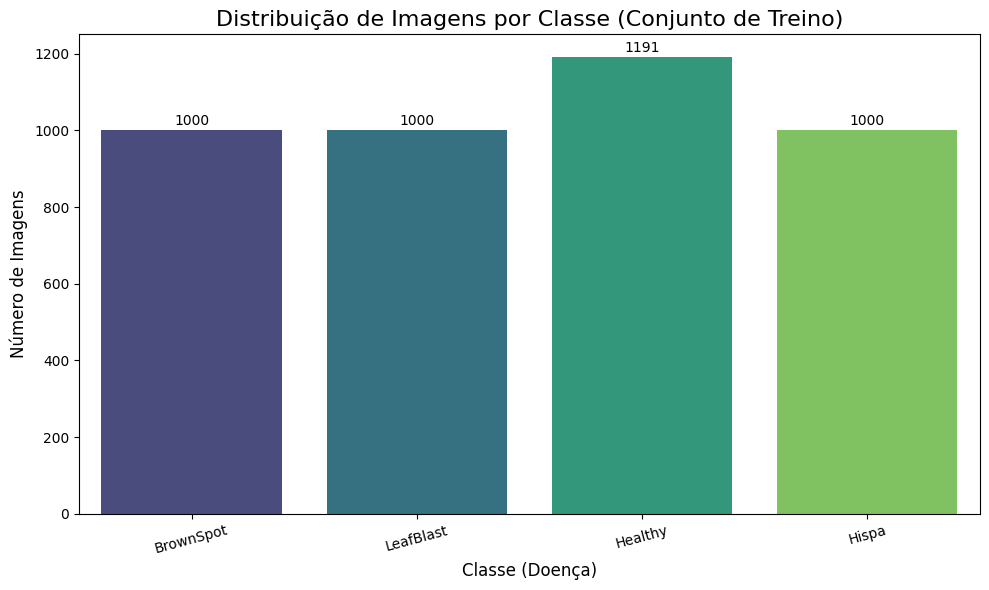 Distribuição de Imagens por Classe (Conjunto de Treino)
Número de Imagens
1200
1000
800
600
400
200
0
1000
1000
1191
1000
BrownSpot
LeafBlast
Healthy
Hispa
Classe (Doença)